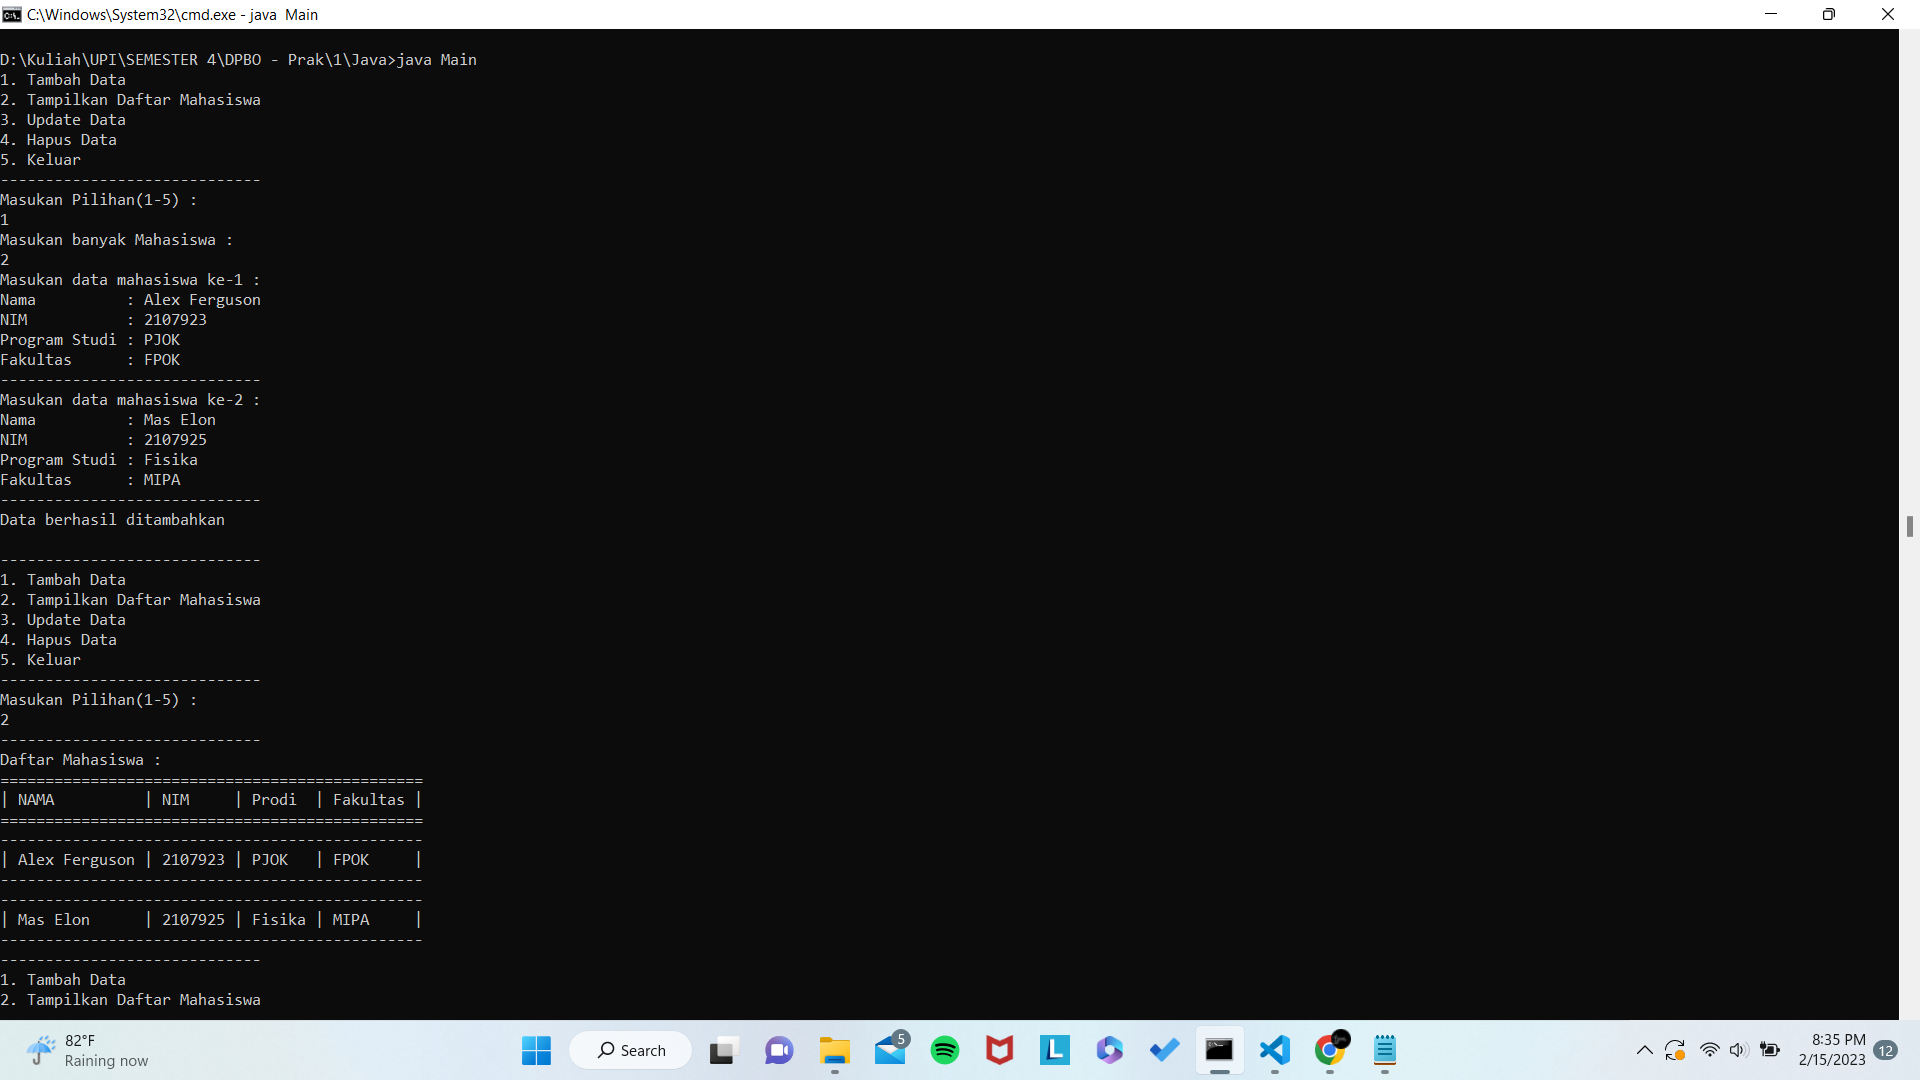 C:\Windows\System32\cmd.exe - java  Main
D:\Kuliah\UPI\SEMESTER 4\DPBO - Prak\1\Java>java Main
1. Tambah Data
2. Tampilkan Daftar Mahasiswa
3. Update Data
4. Hapus Data
5. Keluar
-----------------------------
Masukan Pilihan(1-5) :
1
Masukan banyak Mahasiswa :
2
Masukan data mahasiswa ke-1 :
Nama          : Alex Ferguson
NIM           : 2107923
Program Studi : PJOK
Fakultas      : FPOK
-----------------------------
Masukan data mahasiswa ke-2 :
Nama          : Mas Elon
NIM           : 2107925
Program Studi : Fisika
Fakultas      : MIPA
-----------------------------
Data berhasil ditambahkan
-----------------------------
1. Tambah Data
2. Tampilkan Daftar Mahasiswa
3. Update Data
4. Hapus Data
5. Keluar
-----------------------------
Masukan Pilihan(1-5) :
2
-----------------------------
Daftar Mahasiswa :
===============================================
| NAMA          | NIM     | Prodi  | Fakultas |
===============================================
-----------------------------------------------
| Alex Ferguson | 2107923 | PJOK   | FPOK     |
-----------------------------------------------
-----------------------------------------------
| Mas Elon      | 2107925 | Fisika | MIPA     |
-----------------------------------------------
-----------------------------
1. Tambah Data
2. Tampilkan Daftar Mahasiswa
82°F
Raining now
Search
5
L
8:35 PM
2/15/2023
12